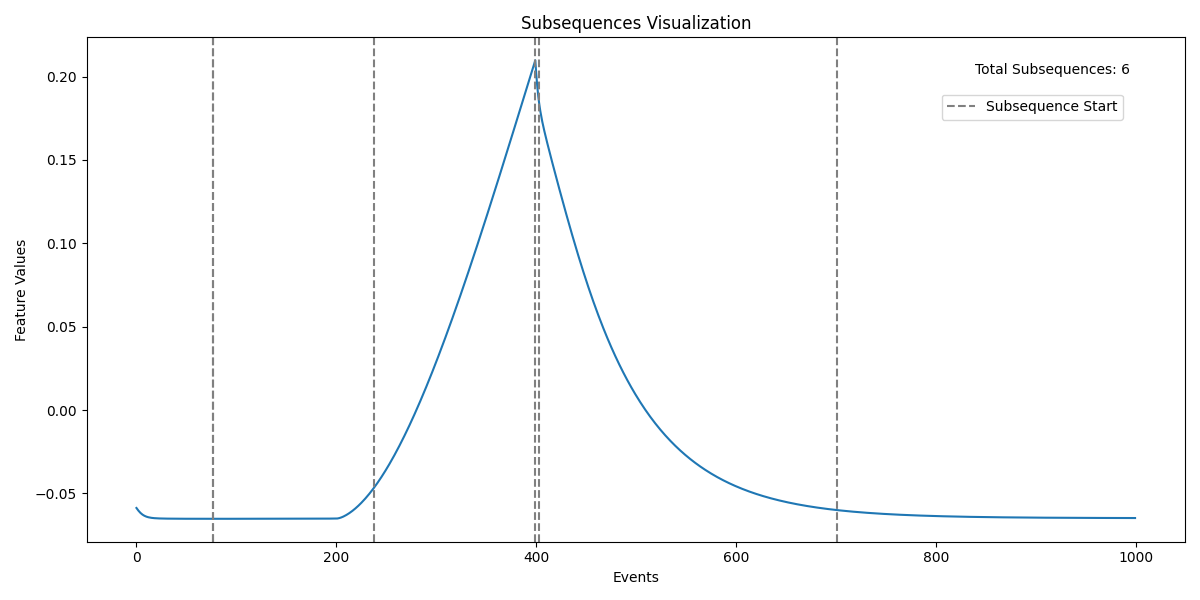 Subsequences Visualization
Total Subsequences: 6
Subsequence Start
Feature Values
0.20
0.15
0.10
0.05
0.00
−0.05
0
200
400
600
800
1000
Events